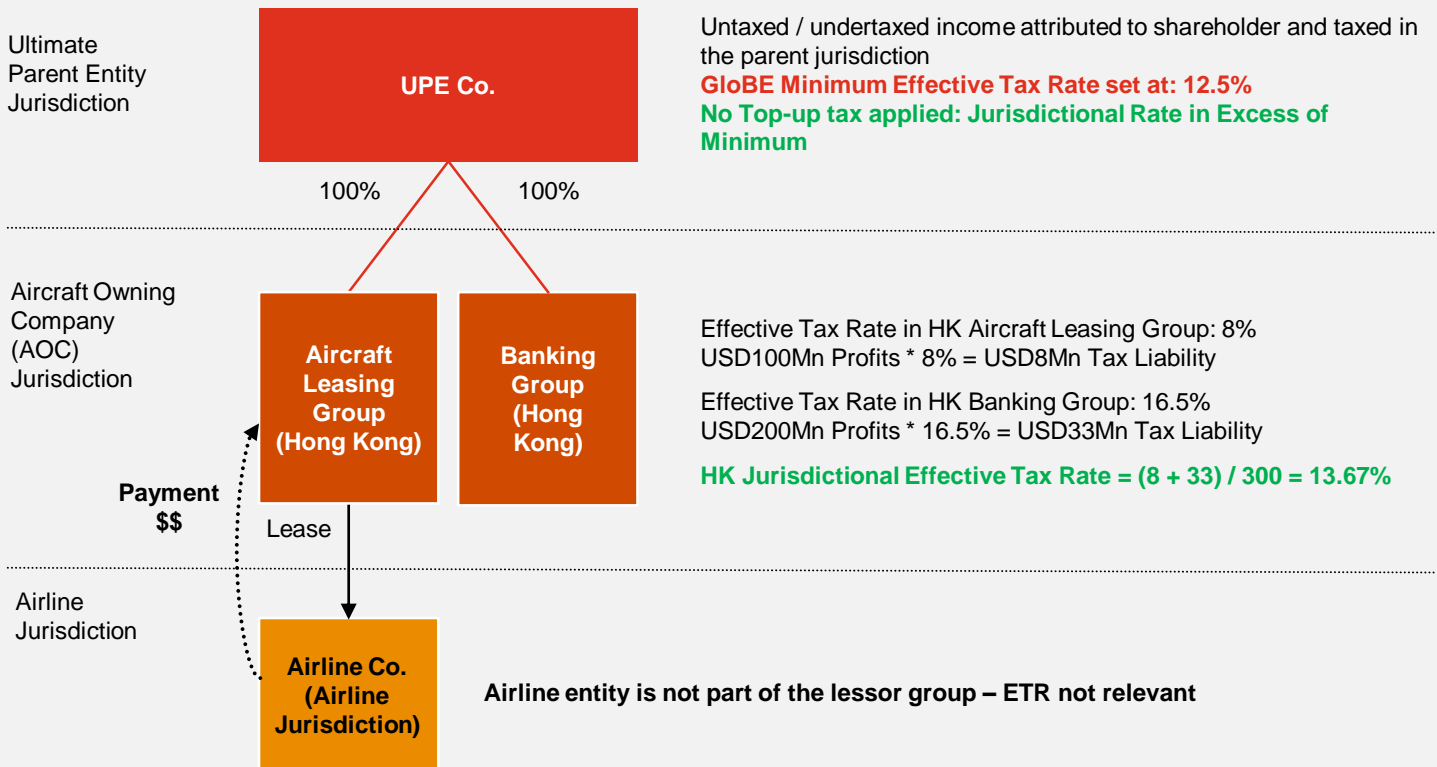 Ultimate
Parent Entity
Jurisdiction
UPE Co.
Untaxed / undertaxed income attributed to shareholder and taxed in
the parent jurisdiction
GloBE Minimum Effective Tax Rate set at: 12.5%
No Top-up tax applied: Jurisdictional Rate in Excess of
Minimum
100%
100%
Aircraft Owning
Company
(AOC)
Jurisdiction
Aircraft
Leasing
Group
(Hong Kong)
Banking
Group
(Hong
Kong)
Effective Tax Rate in HK Aircraft Leasing Group: 8%
USD100Mn Profits * 8% = USD8Mn Tax Liability
Effective Tax Rate in HK Banking Group: 16.5%
USD200Mn Profits * 16.5% = USD33Mn Tax Liability
HK Jurisdictional Effective Tax Rate = (8 + 33) / 300 = 13.67%
Payment
$$
Lease
Airline
Jurisdiction
Airline Co.
(Airline
Jurisdiction)
Airline entity is not part of the lessor group – ETR not relevant